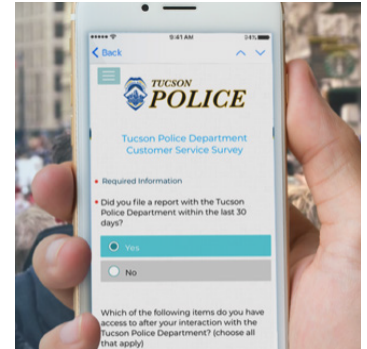 9:41 AM
34%
Back
TUCSON
POLICE
Tucson Police Department
Customer Service Survey
• Required Information
• Did you file a report with the Tucson
Police Department within the last 30
days?
Yes
No
Which of the following items do you have
access to after your interaction with the
Tucson Police Department? (choose all
that apply)